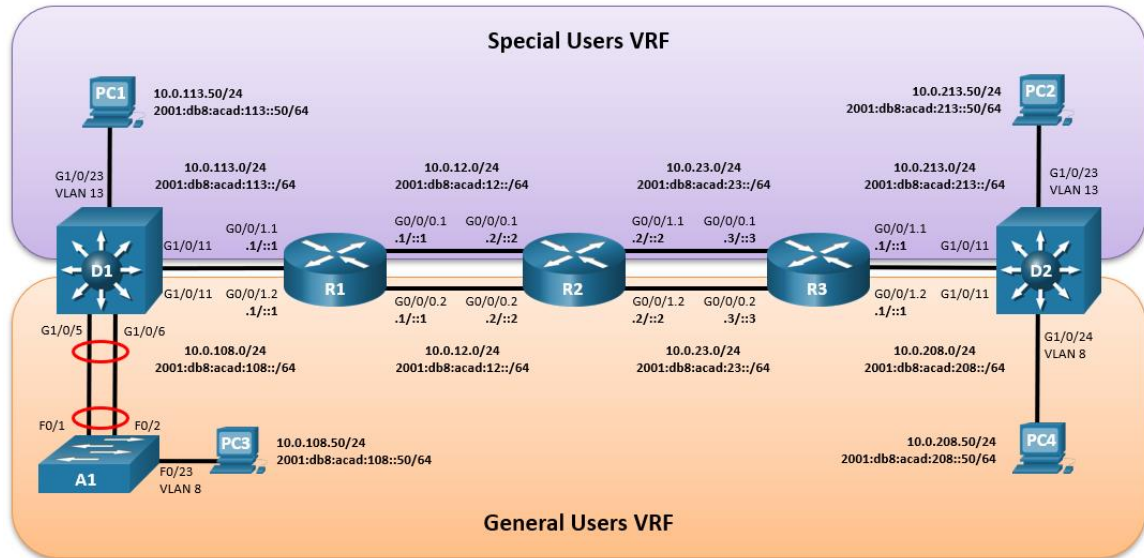 Special Users VRF
PC1
10.0.113.50/24
2001:db8:acad:113::50/64
10.0.213.50/24
2001:db8:acad:213::50/64
PC2
G1/0/23
VLAN 13
10.0.113.0/24
2001:db8:acad:113::/64
10.0.12.0/24
2001:db8:acad:12::/64
10.0.23.0/24
2001:db8:acad:23::/64
10.0.213.0/24
2001:db8:acad:213::/64
G1/0/23
VLAN 13
D1
G1/0/11
G0/0/1.1
.1/::1
R1
G0/0/0.1
.1/::1
G0/0/0.1
.2/::2
R2
G0/0/1.1
.2/::2
G0/0/0.1
.3/::3
R3
G0/0/1.1
.1/::1
G1/0/11
D2
G1/0/11
G0/0/1.2
.1/::1
G0/0/0.2
.1/::1
G0/0/0.2
.2/::2
G0/0/1.2
.2/::2
G0/0/0.2
.3/::3
G0/0/1.2
.1/::1
G1/0/11
G1/0/5
G1/0/6
10.0.108.0/24
2001:db8:acad:108::/64
10.0.12.0/24
2001:db8:acad:12::/64
10.0.23.0/24
2001:db8:acad:23::/64
10.0.208.0/24
2001:db8:acad:208::/64
G1/0/24
VLAN 8
F0/1
F0/2
A1
F0/23
VLAN 8
PC3
10.0.108.50/24
2001:db8:acad:108::50/64
10.0.208.50/24
2001:db8:acad:208::50/64
PC4
General Users VRF